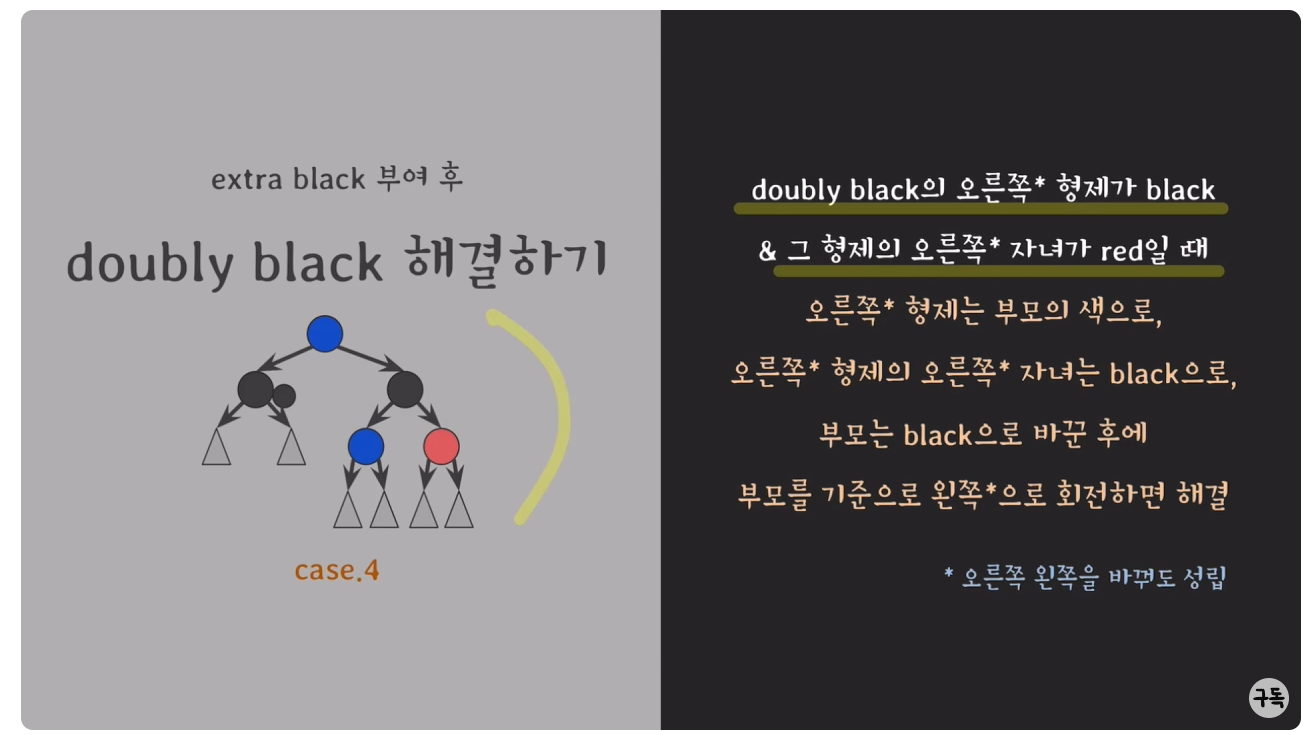 extra black 부여 후
doubly black 해결하기
case.4
doubly black의 오른쪽* 형제가 black
& 그 형제의 오른쪽* 자녀가 red일 때
오른쪽* 형제는 부모의 색으로,
오른쪽* 형제의 오른쪽* 자녀는 black으로,
부모는 black으로 바꾼 후에
부모를 기준으로 왼쪽*으로 회전하면 해결
* 오른쪽 왼쪽을 바꿔도 성립
구독